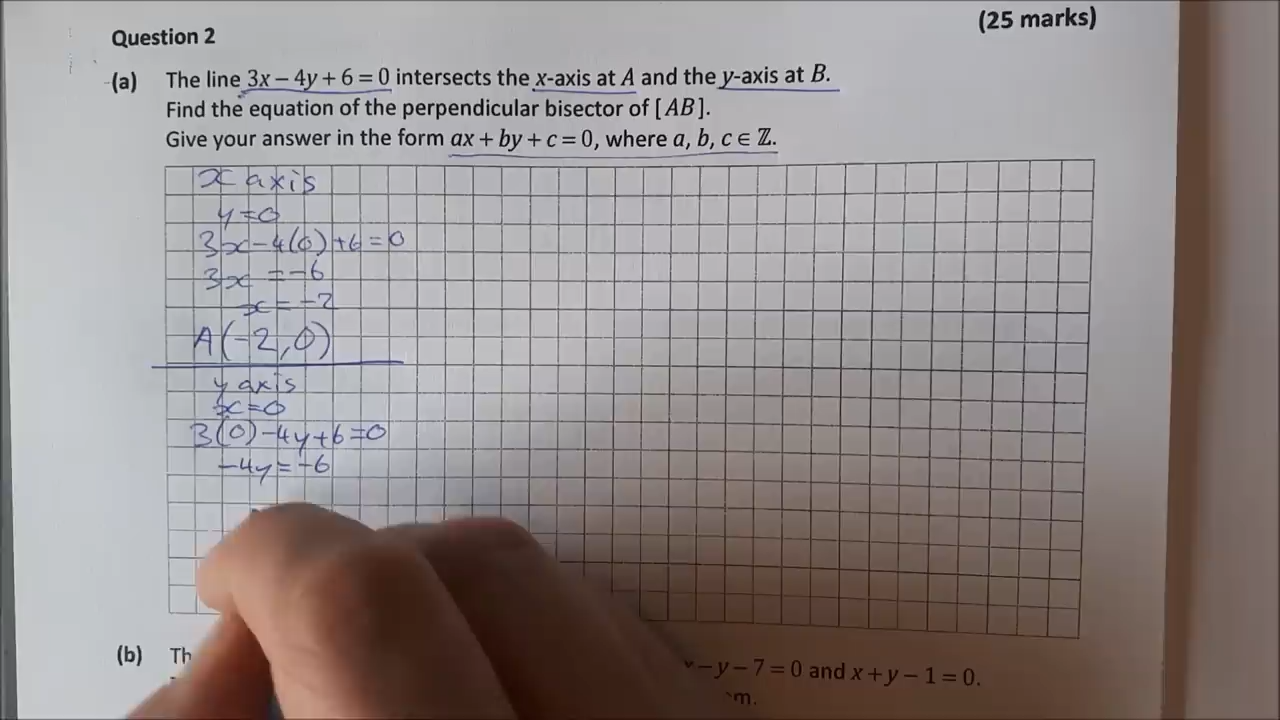 (25 marks)
Question 2
(a) The line 3x − 4y + 6 = 0 intersects the x-axis at A and the y-axis at B.
Find the equation of the perpendicular bisector of [AB].
Give your answer in the form ax + by + c = 0, where a, b, c ∈ ℤ.
x axis
y=0
3x-4(0)+6=0
3x = -6
x = -2
A(-2,0)
y axis
x=0
3(0)-4y+6=0
-4y = -6
(b) Th
− y − 7 = 0 and x + y − 1 = 0.
m.